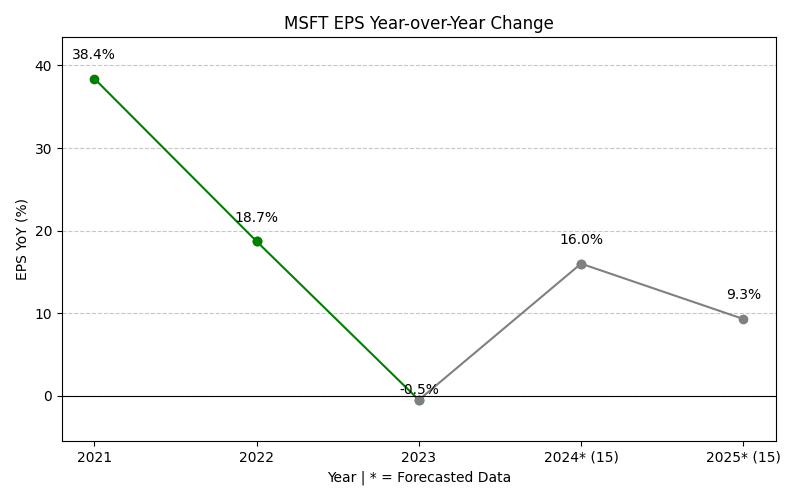 MSFT EPS Year-over-Year Change
38.4%
40
30
18.7%
20
16.0%
9.3%
10
-0.5%
0
EPS YoY (%)
2021 2022 2023 2024* (15) 2025* (15)
Year | * = Forecasted Data